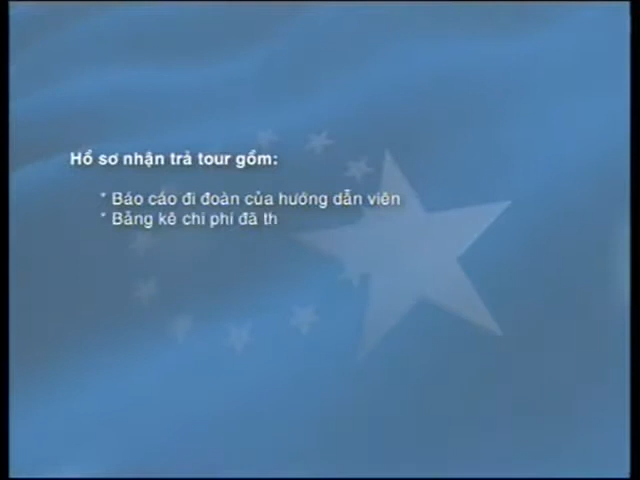 Hồ sơ nhận trả tour gồm:
* Báo cáo đi đoàn của hướng dẫn viên
* Bảng kê chi phí đã th